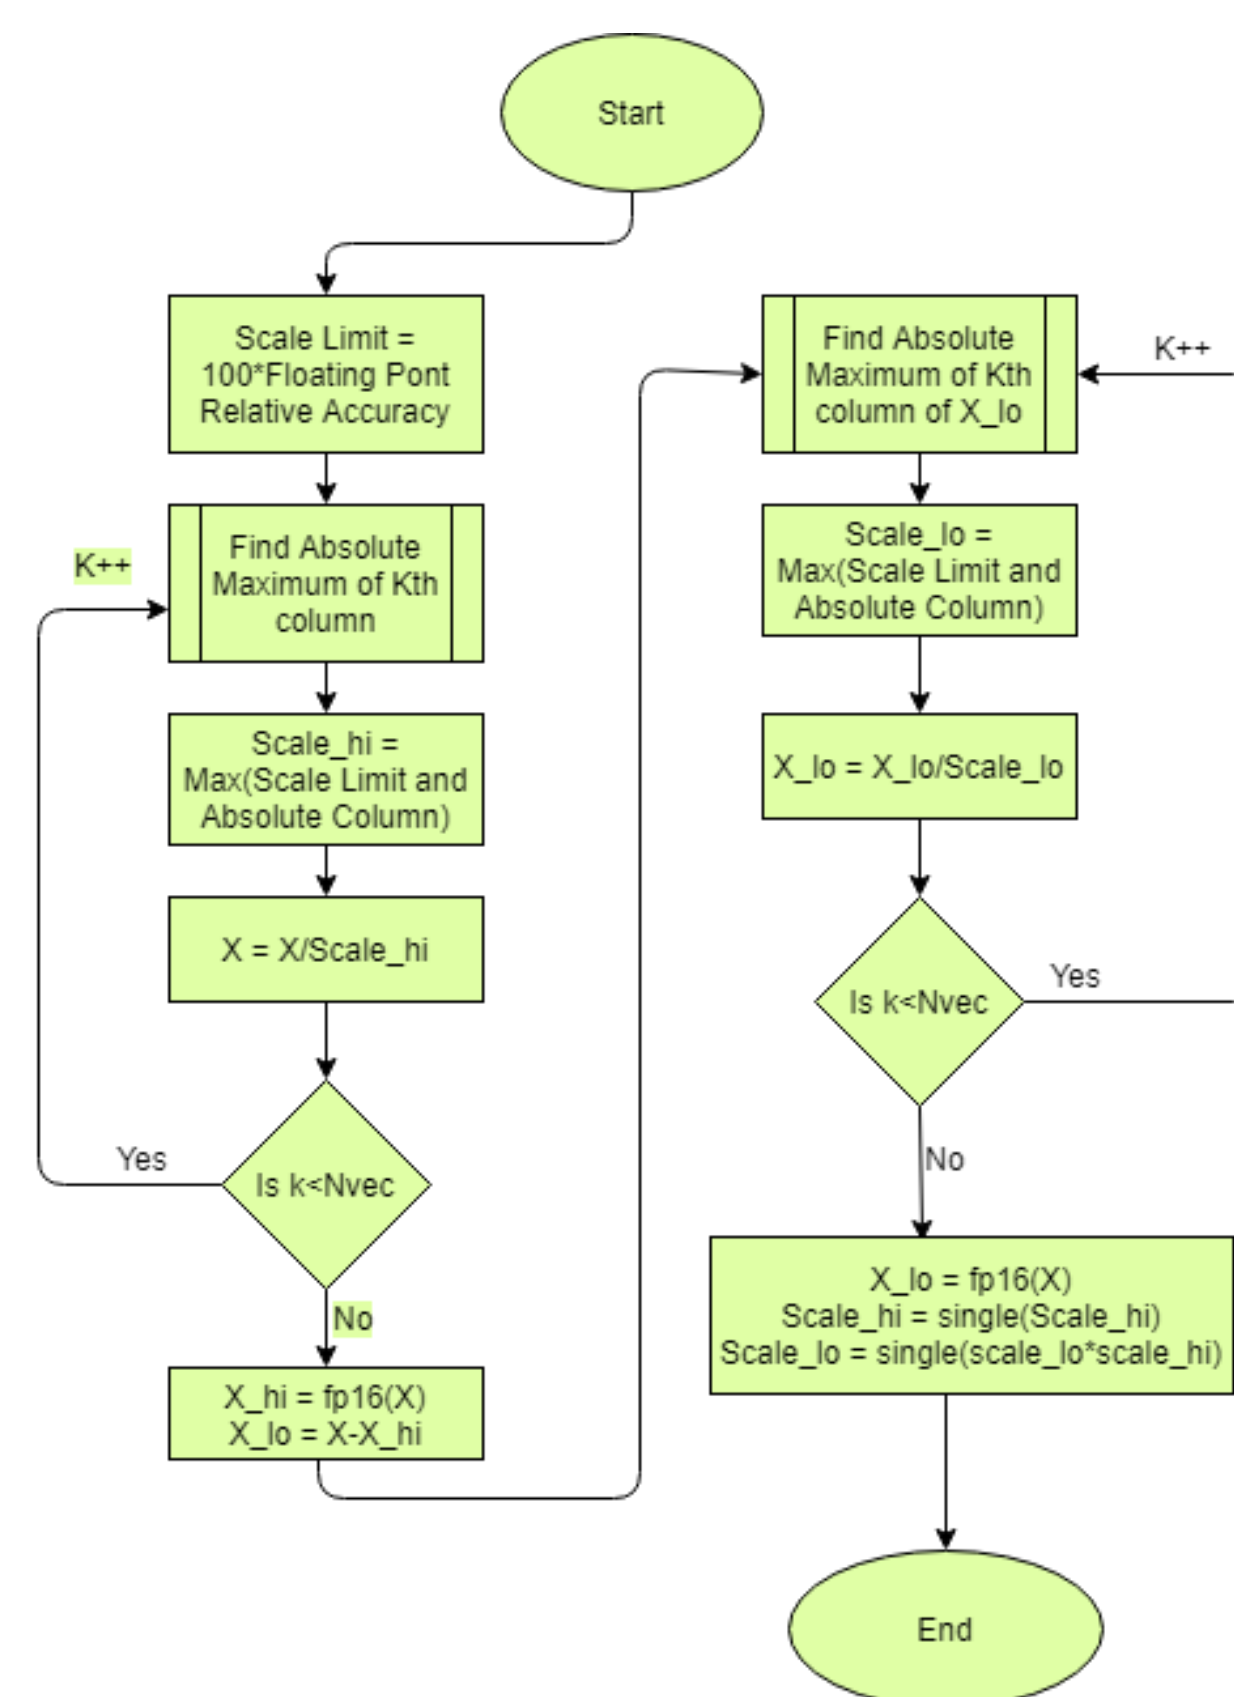 Start
Scale Limit =
100*Floating Pont
Relative Accuracy
K++
Find Absolute
Maximum of Kth
column
Scale_hi =
Max(Scale Limit and
Absolute Column)
X = X/Scale_hi
Yes
Is k<Nvec
No
X_hi = fp16(X)
X_lo = X-X_hi
K++
Find Absolute
Maximum of Kth
column of X_lo
Scale_lo =
Max(Scale Limit and
Absolute Column)
X_lo = X_lo/Scale_lo
Is k<Nvec
Yes
No
X_lo = fp16(X)
Scale_hi = single(Scale_hi)
Scale_lo = single(scale_lo*scale_hi)
End